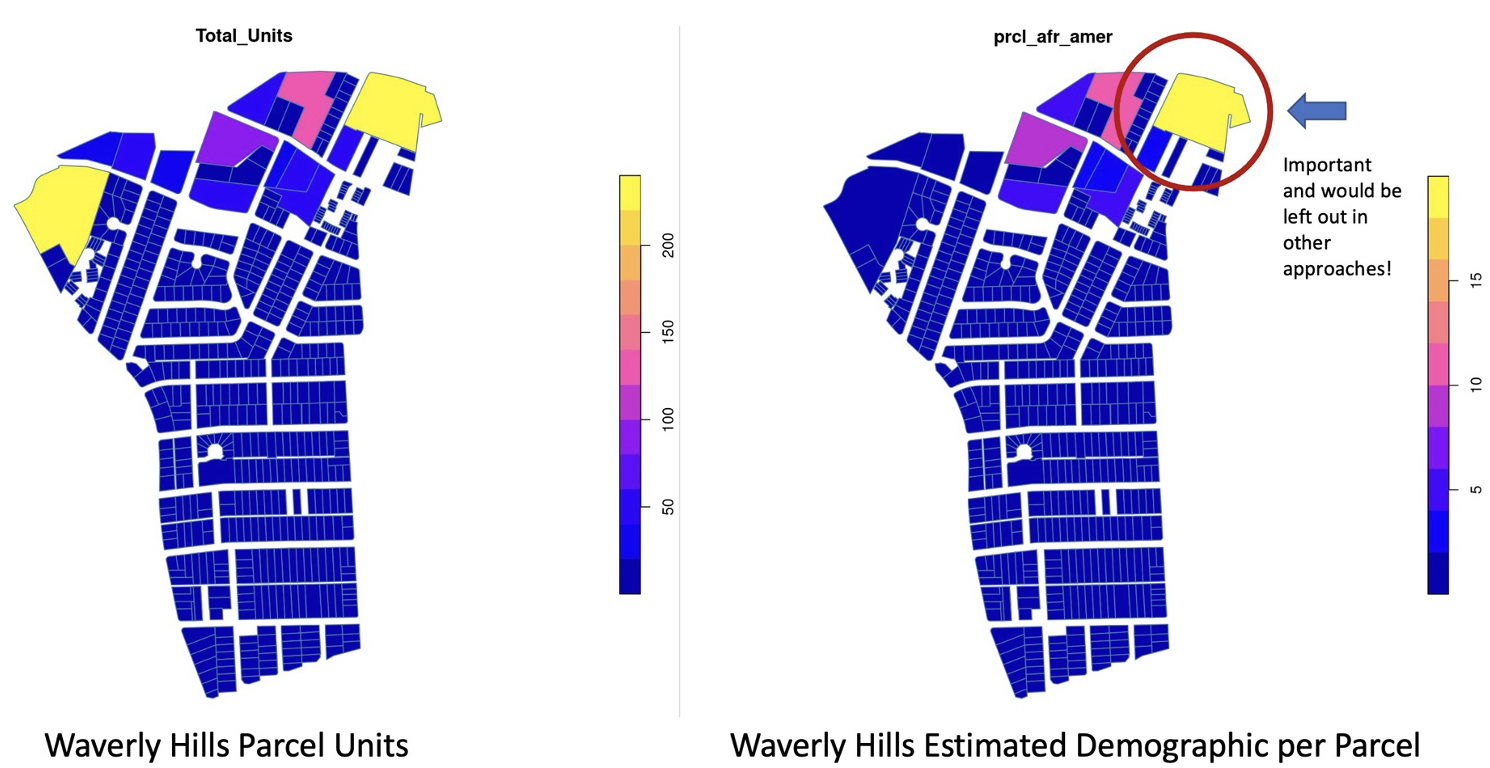 Total_Units
200
150
100
50
Waverly Hills Parcel Units
prcl_afr_amer
Important
and would be
left out in
other
approaches!
15
10
5
Waverly Hills Estimated Demographic per Parcel